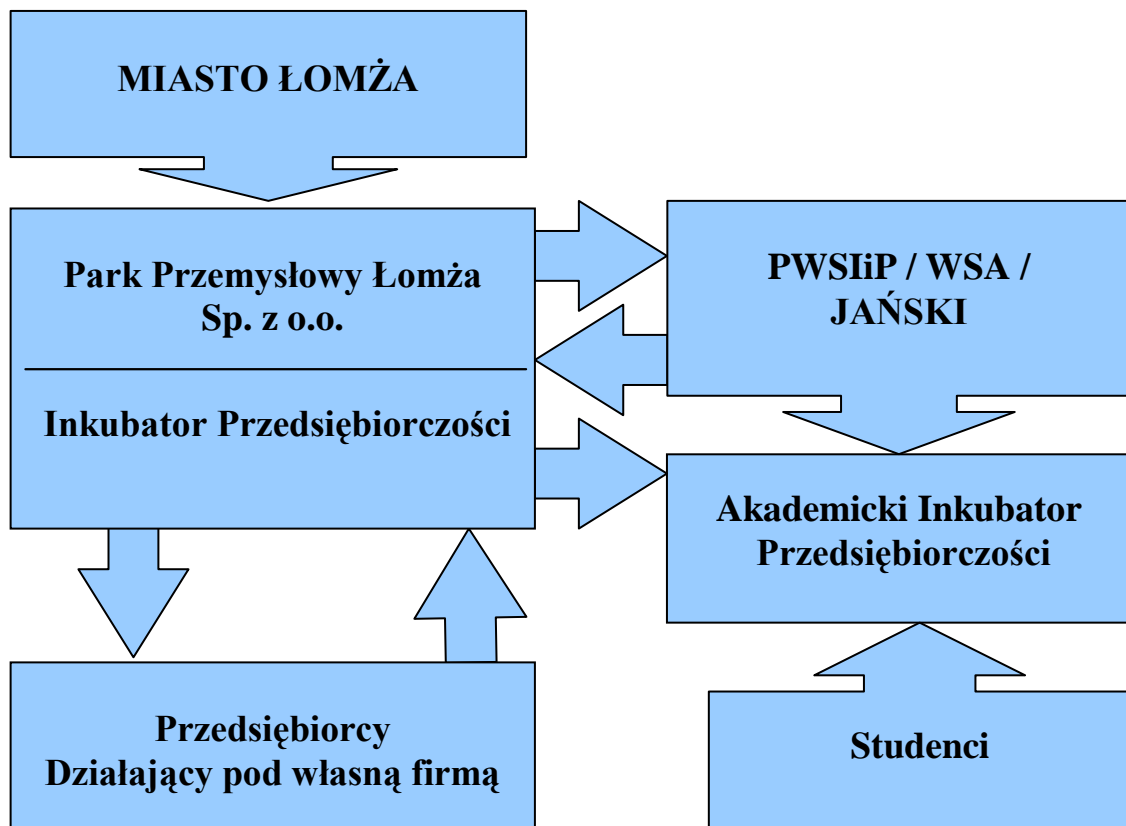 MIASTO ŁOMŻA
Park Przemysłowy Łomża
Sp. z o.o.
Inkubator Przedsiębiorczości
PWSIiP / WSA /
JAŃSKI
Akademicki Inkubator
Przedsiębiorczości
Przedsiębiorcy
Działający pod własną firmą
Studenci